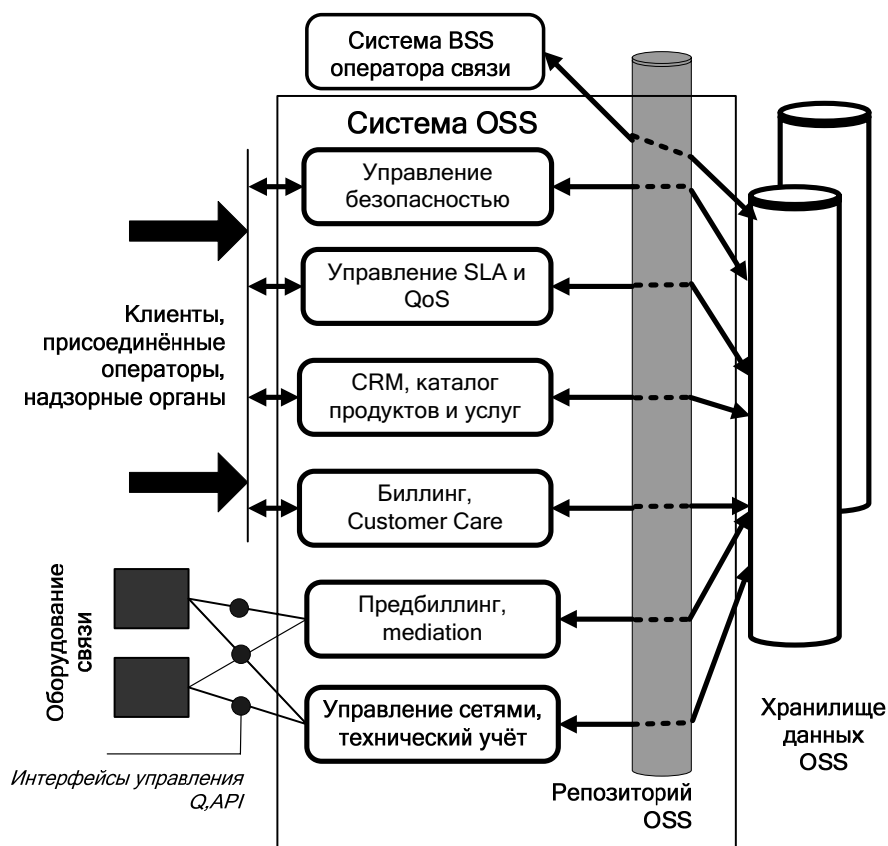 Система BSS
оператора связи
Система OSS
Управление
безопасностью
Управление SLA и
QoS
Клиенты,
присоединённые
операторы,
надзорные органы
CRM, каталог
продуктов и услуг
Биллинг,
Customer Care
Оборудование
связи
Предбиллинг,
mediation
Управление сетями,
технический учёт
Интерфейсы управления
Q,API
Репозиторий
OSS
Хранилище
данных
OSS